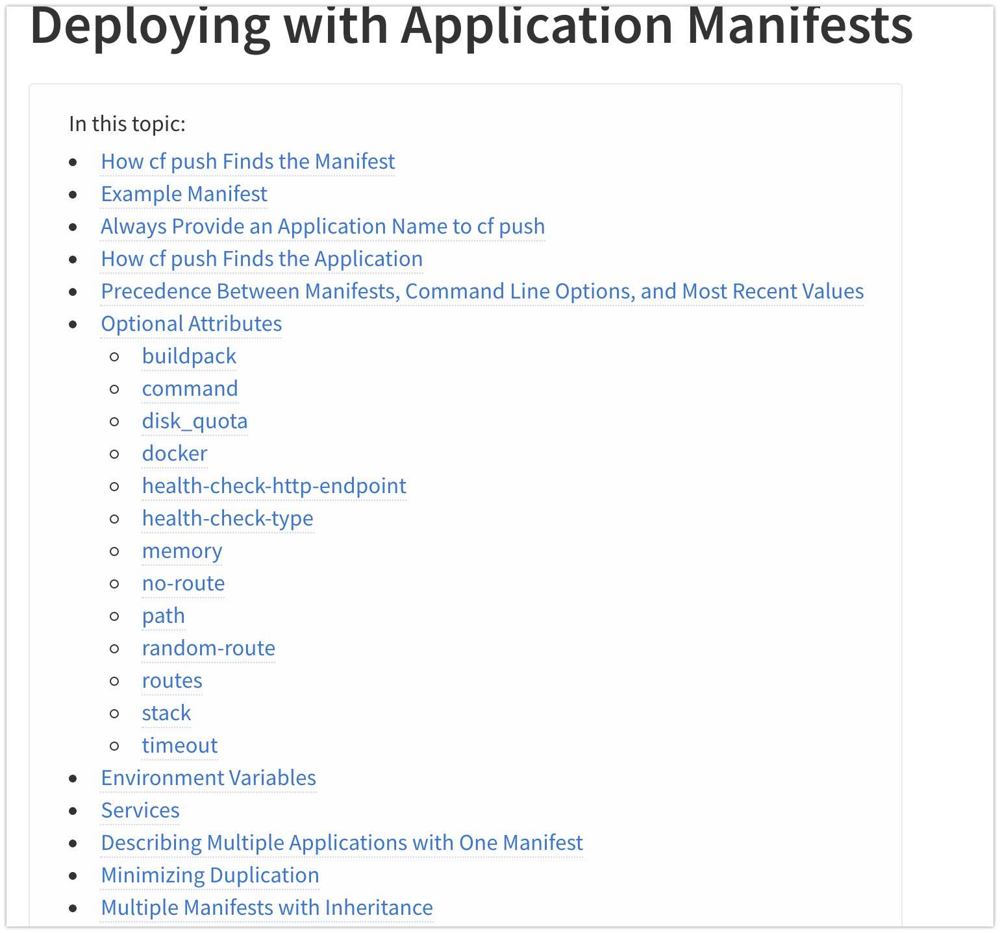 Deploying with Application Manifests
In this topic:
How cf push Finds the Manifest
Example Manifest
Always Provide an Application Name to cf push
How cf push Finds the Application
Precedence Between Manifests, Command Line Options, and Most Recent Values
Optional Attributes
buildpack
command
disk_quota
docker
health-check-http-endpoint
health-check-type
memory
no-route
path
random-route
routes
stack
timeout
Environment Variables
Services
Describing Multiple Applications with One Manifest
Minimizing Duplication
Multiple Manifests with Inheritance